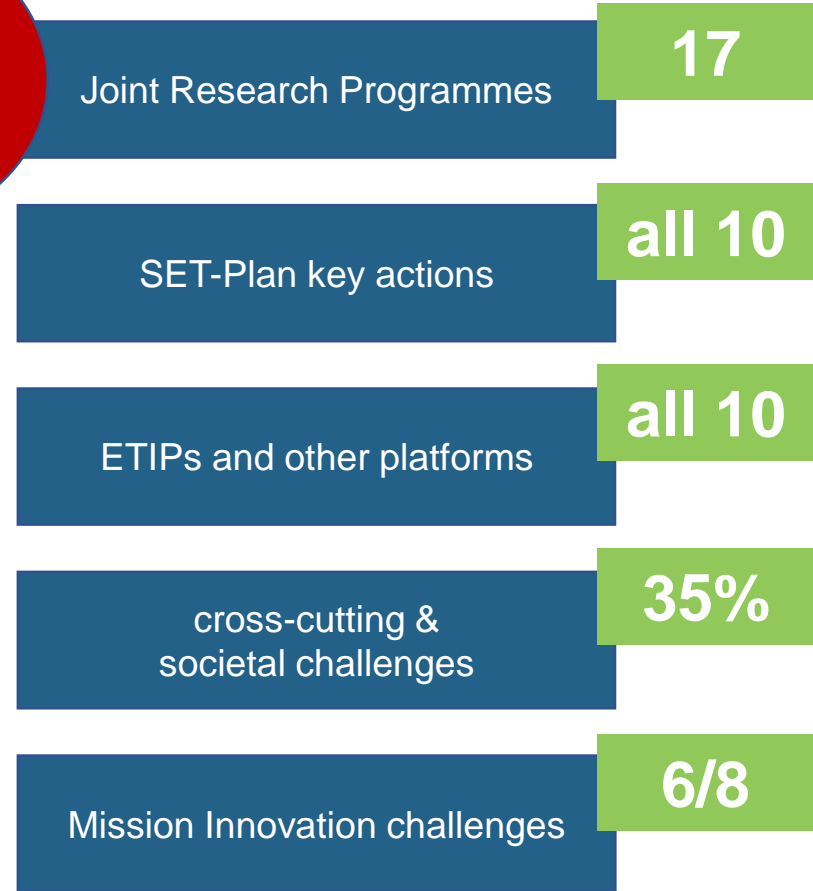 17
Joint Research Programmes
all 10
SET-Plan key actions
all 10
ETIPs and other platforms
35%
cross-cutting &
societal challenges
6/8
Mission Innovation challenges